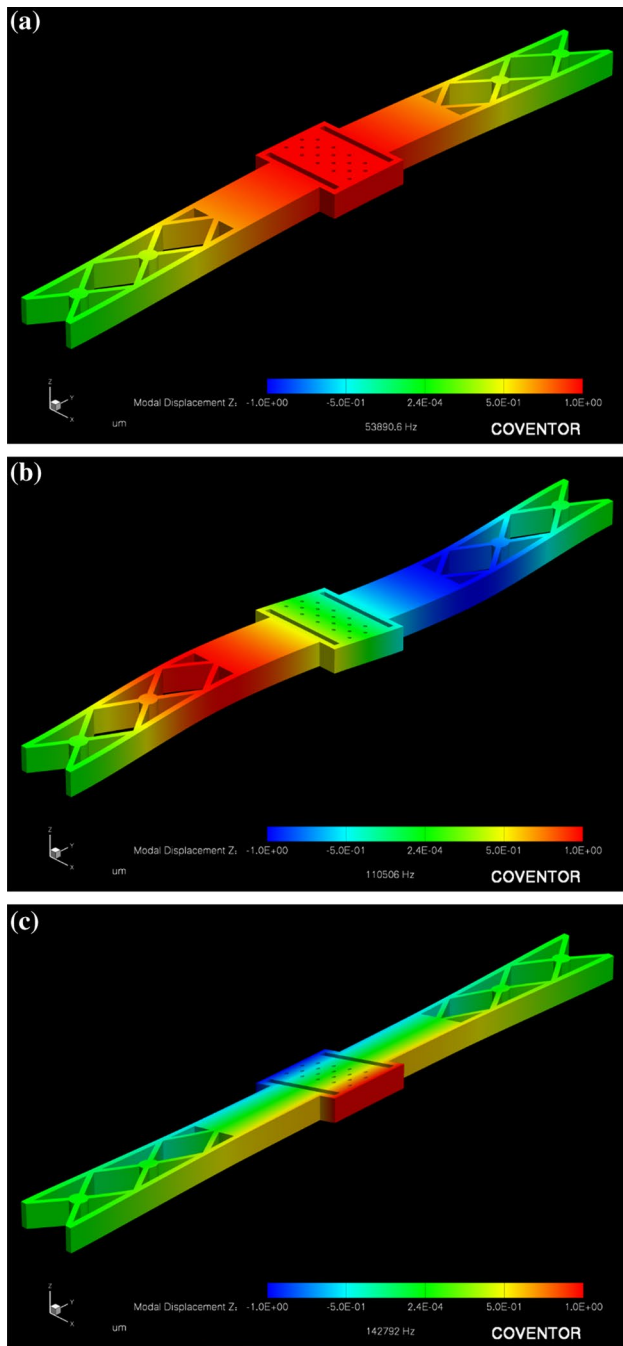 (a)
Z
Y
X
Modal Displacement Z: -1.0E+00 -5.0E-01 2.4E-04 5.0E-01 1.0E+00
um 53890.6 Hz COVENTOR
(b)
Z
Y
X
Modal Displacement Z: -1.0E+00 -5.0E-01 2.4E-04 5.0E-01 1.0E+00
um 110506 Hz COVENTOR
(c)
Z
Y
X
Modal Displacement Z: -1.0E+00 -5.0E-01 2.4E-04 5.0E-01 1.0E+00
um 142792 Hz COVENTOR